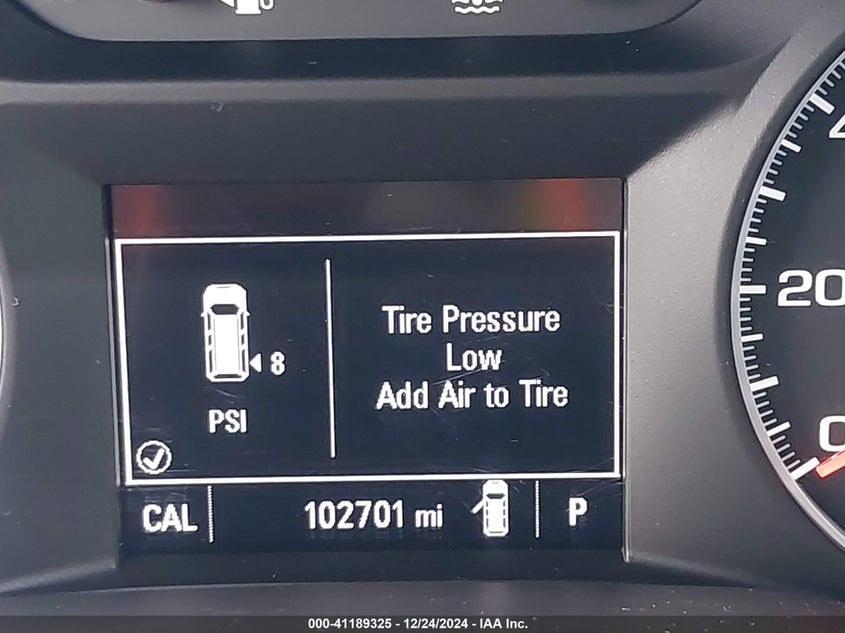 20
0
Tire Pressure
Low
Add Air to Tire
8
PSI
CAL 102701 mi P
000-41189325 - 12/24/2024 - IAA Inc.